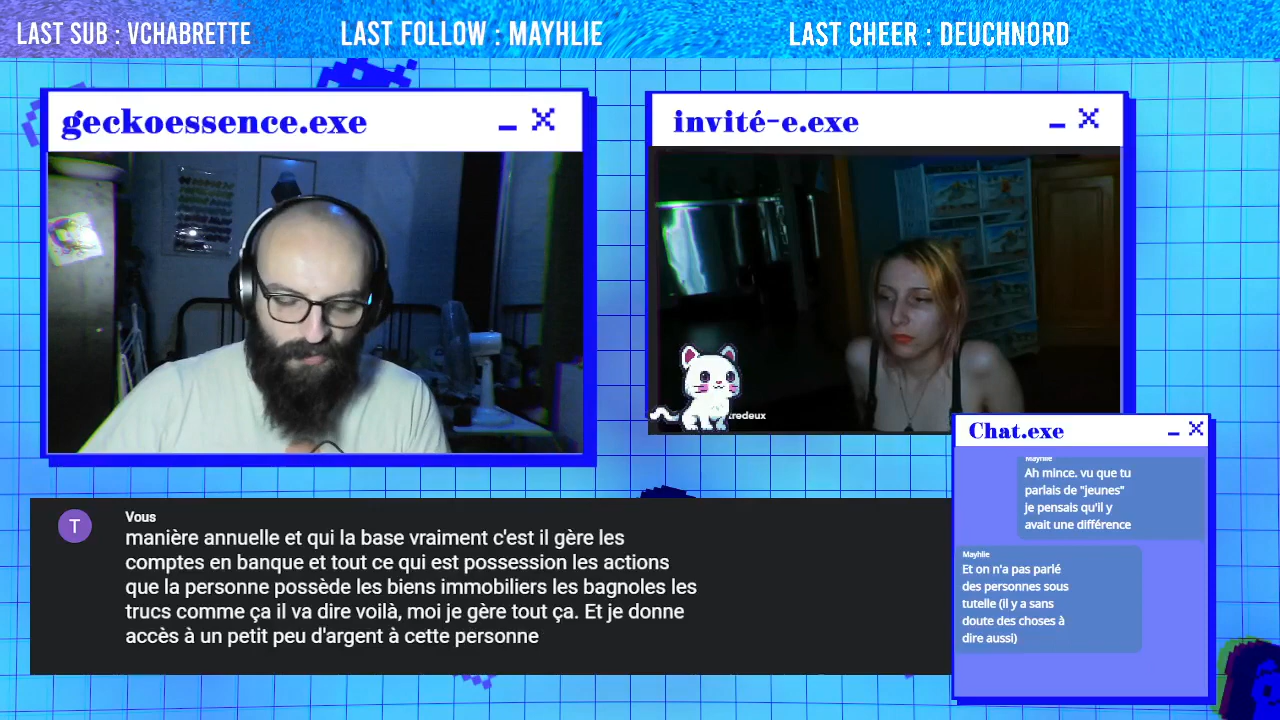 LAST SUB : VCHABRETTE
LAST FOLLOW : MAYHLIE
LAST CHEER : DEUCHNORD
geckoessence.exe
invité-e.exe
redeux
Chat.exe
Mayhlie
Ah mince. vu que tu
parlais de "jeunes"
je pensais qu'il y
avait une différence
Mayhlie
Et on n'a pas parlé
des personnes sous
tutelle (il y a sans
doute des choses à
dire aussi)
T
Vous
manière annuelle et qui la base vraiment c'est il gère les
comptes en banque et tout ce qui est possession les actions
que la personne possède les biens immobiliers les bagnoles les
trucs comme ça il va dire voilà, moi je gère tout ça. Et je donne
accès à un petit peu d'argent à cette personne